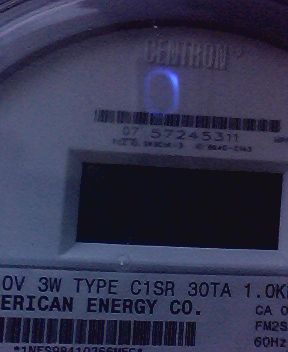 CENTRON
07 57245311
0V 3W TYPE C1SR 30TA 1.0K
ERICAN ENERGY CO.
CA 0
FM2S
60Hz